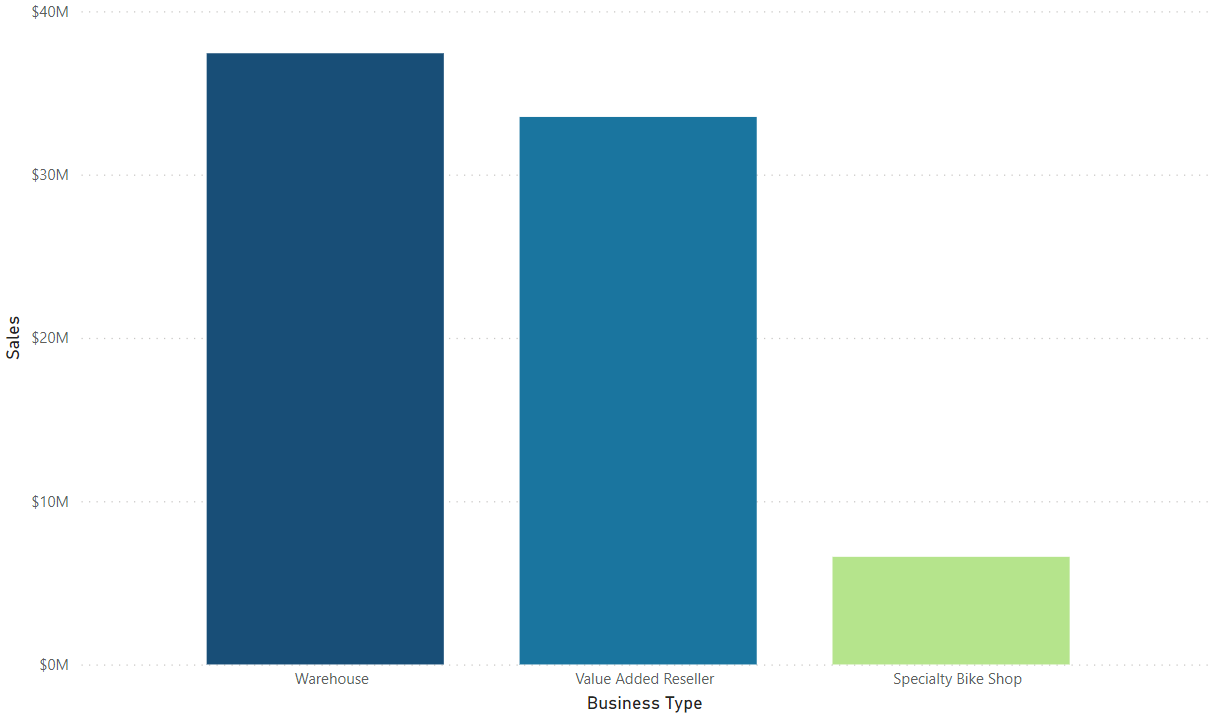 $40M
$30M
$20M
$10M
$0M
Sales
Warehouse
Value Added Reseller
Specialty Bike Shop
Business Type